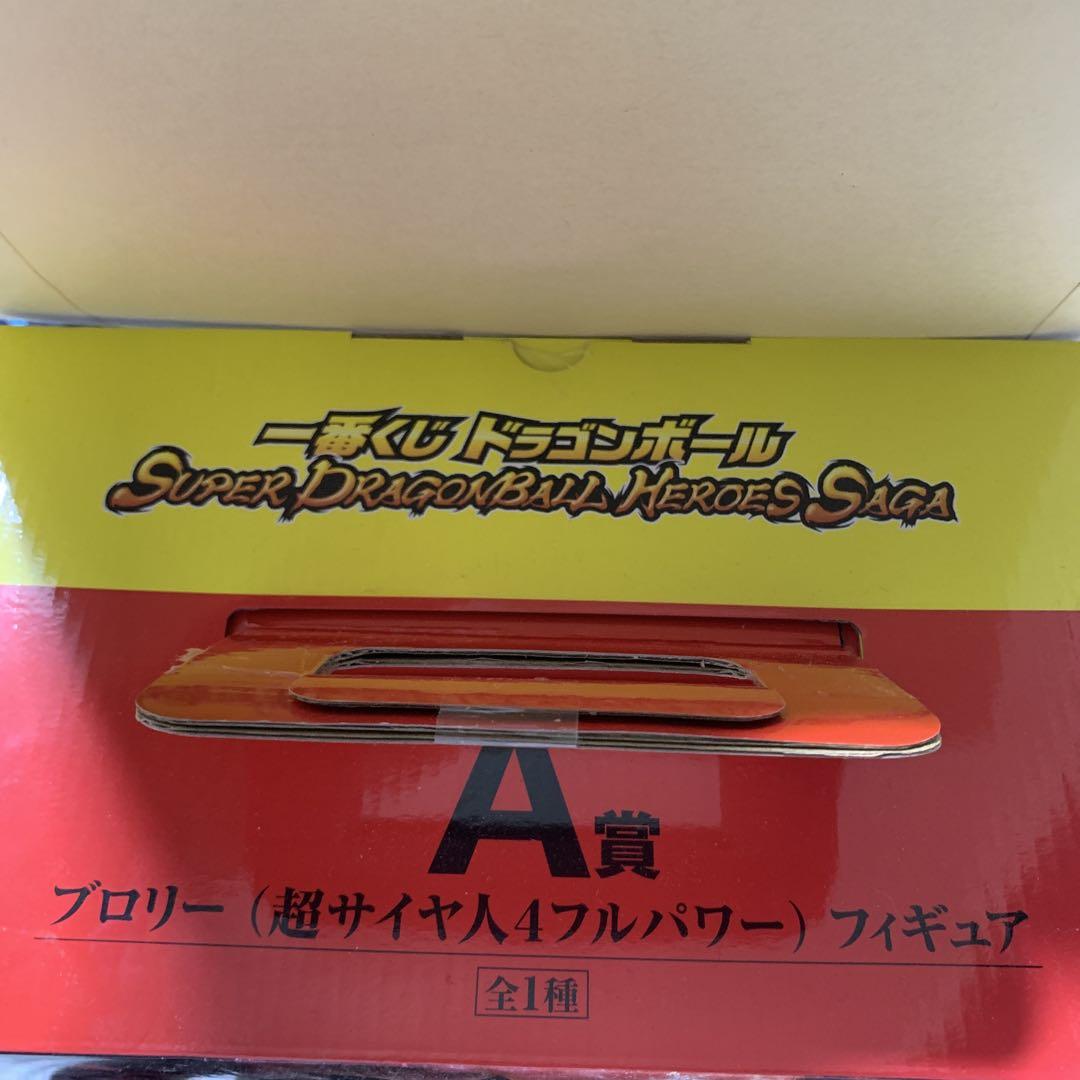 一番くじ ドラゴンボール
SUPER DRAGONBALL HEROES SAGA
A賞
ブロリー（超サイヤ人4フルパワー）フィギュア
全1種